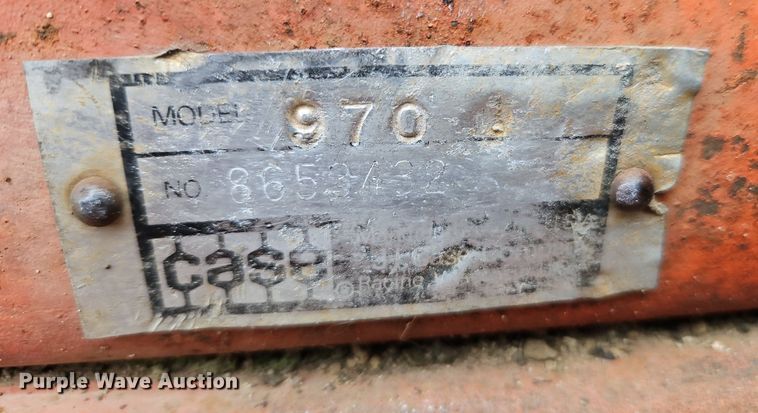 MODEL 970
NO 8653432
case
Racine
Purple Wave Auction